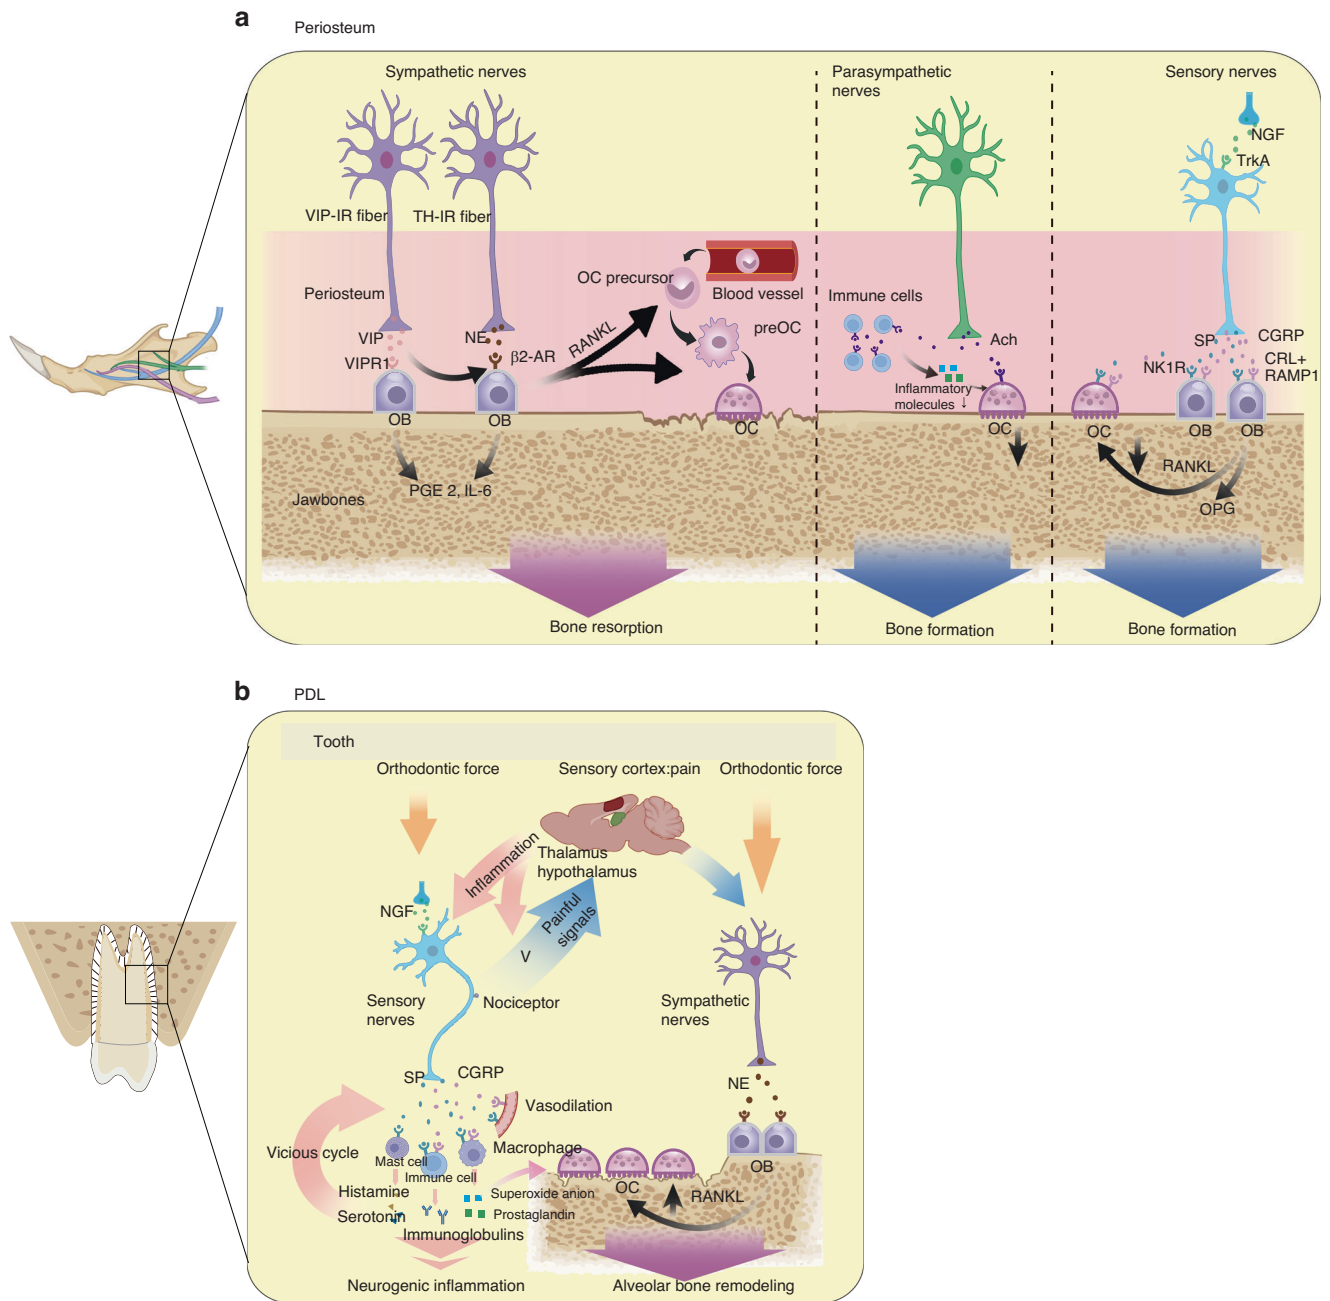 a
Periosteum
Sympathetic nerves
Parasympathetic
nerves
Sensory nerves
NGF
TrkA
VIP-IR fiber
TH-IR fiber
OC precursor
Blood vessel
Periosteum
Immune cells
VIP
NE
RANKL
preOC
Ach
SP
CGRP
VIPR1
β2-AR
NK1R
CRL+
RAMP1
Inflammatory
molecules ↓
OB
OB
OC
OC
OC
OB
OB
RANKL
PGE 2, IL-6
Jawbones
OPG
Bone resorption
Bone formation
Bone formation
b
PDL
Tooth
Orthodontic force
Sensory cortex:pain
Orthodontic force
Inflammation
Thalamus
hypothalamus
NGF
Painful
signals
V
Sensory
nerves
Nociceptor
Sympathetic
nerves
SP
CGRP
NE
Vasodilation
Vicious cycle
Mast cell
Macrophage
Immune cell
OB
Histamine
Superoxide anion
OC
RANKL
Serotonin
Prostaglandin
Immunoglobulins
Neurogenic inflammation
Alveolar bone remodeling